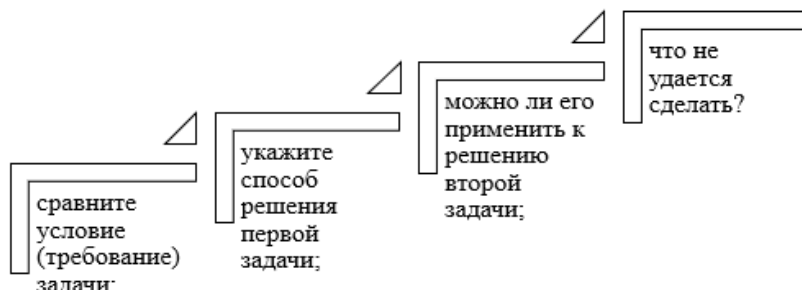 сравните
условие
(требование)
задачи;
укажите
способ
решения
первой
задачи;
можно ли его
применить к
решению
второй
задачи;
что не
удается
сделать?